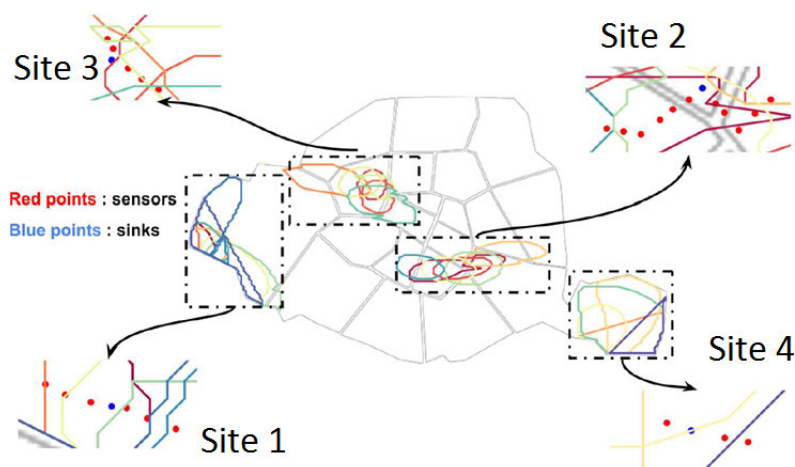 Site 2
Site 3
Red points : sensors
Blue points : sinks
Site 4
Site 1